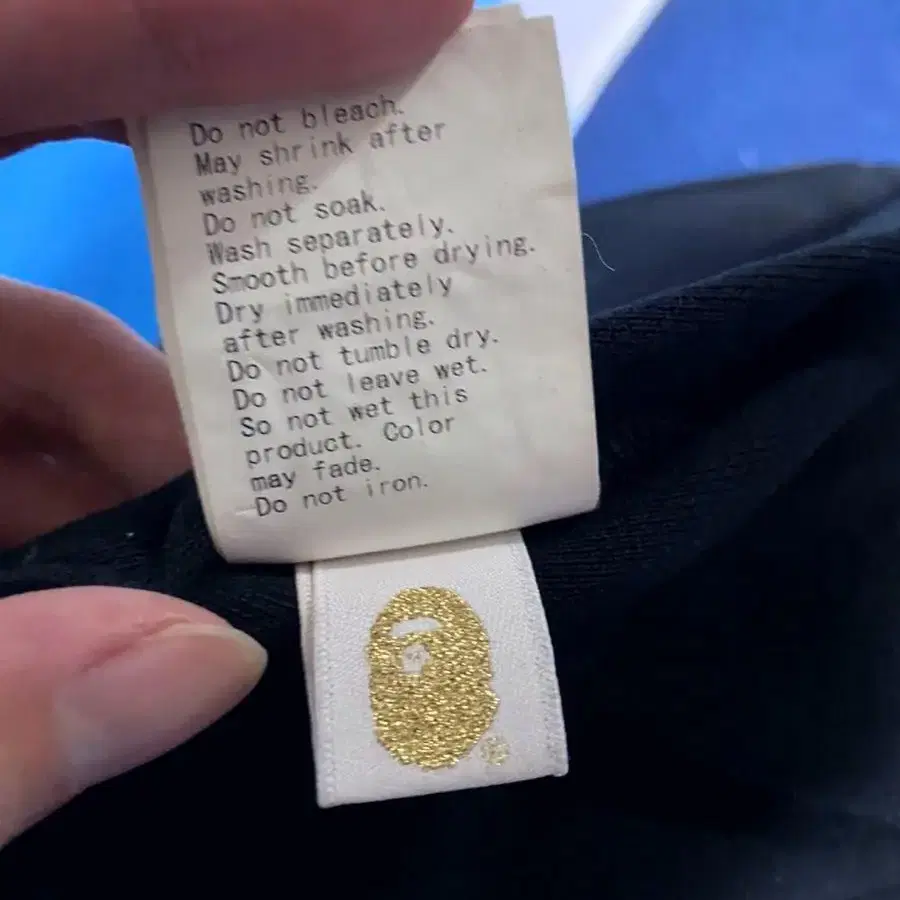 Do not bleach.
May shrink after
washing.
Do not soak.
Wash separately.
Smooth before drying.
Dry immediately
after washing.
Do not tumble dry.
Do not leave wet.
So not wet this
product. Color
may fade.
Do not iron.